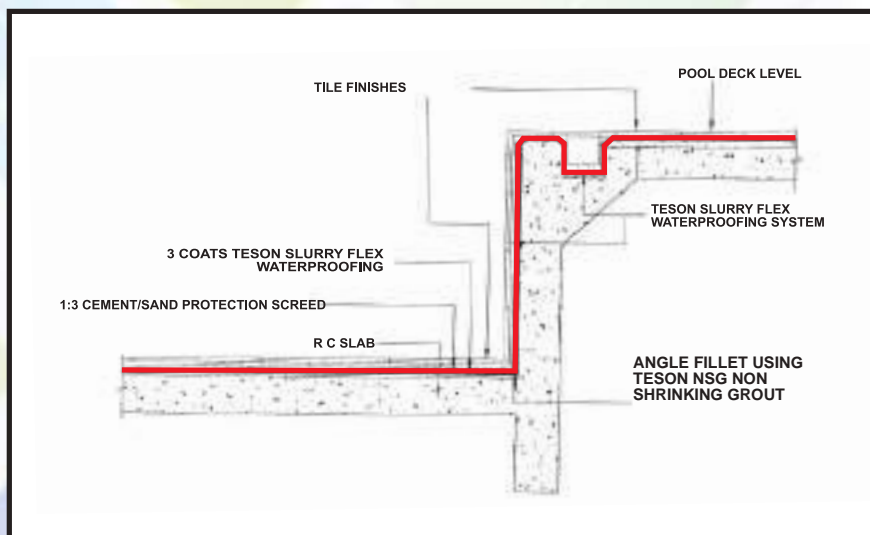 POOL DECK LEVEL
TILE FINISHES
TESON SLURRY FLEX
WATERPROOFING SYSTEM
3 COATS TESON SLURRY FLEX
WATERPROOFING
1:3 CEMENT/SAND PROTECTION SCREED
R C SLAB
ANGLE FILLET USING
TESON NSG NON
SHRINKING GROUT